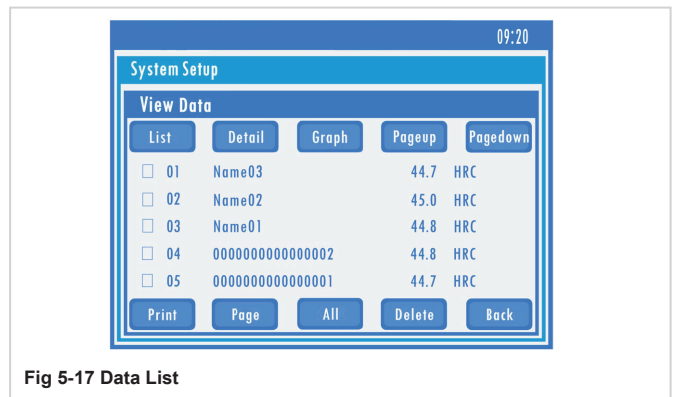 09:20
System Setup
View Data
List Detail Graph Pageup Pagedown
01 Name03 44.7 HRC
02 Name02 45.0 HRC
03 Name01 44.8 HRC
04 0000000000000002 44.8 HRC
05 0000000000000001 44.7 HRC
Print Page All Delete Back
Fig 5-17 Data List